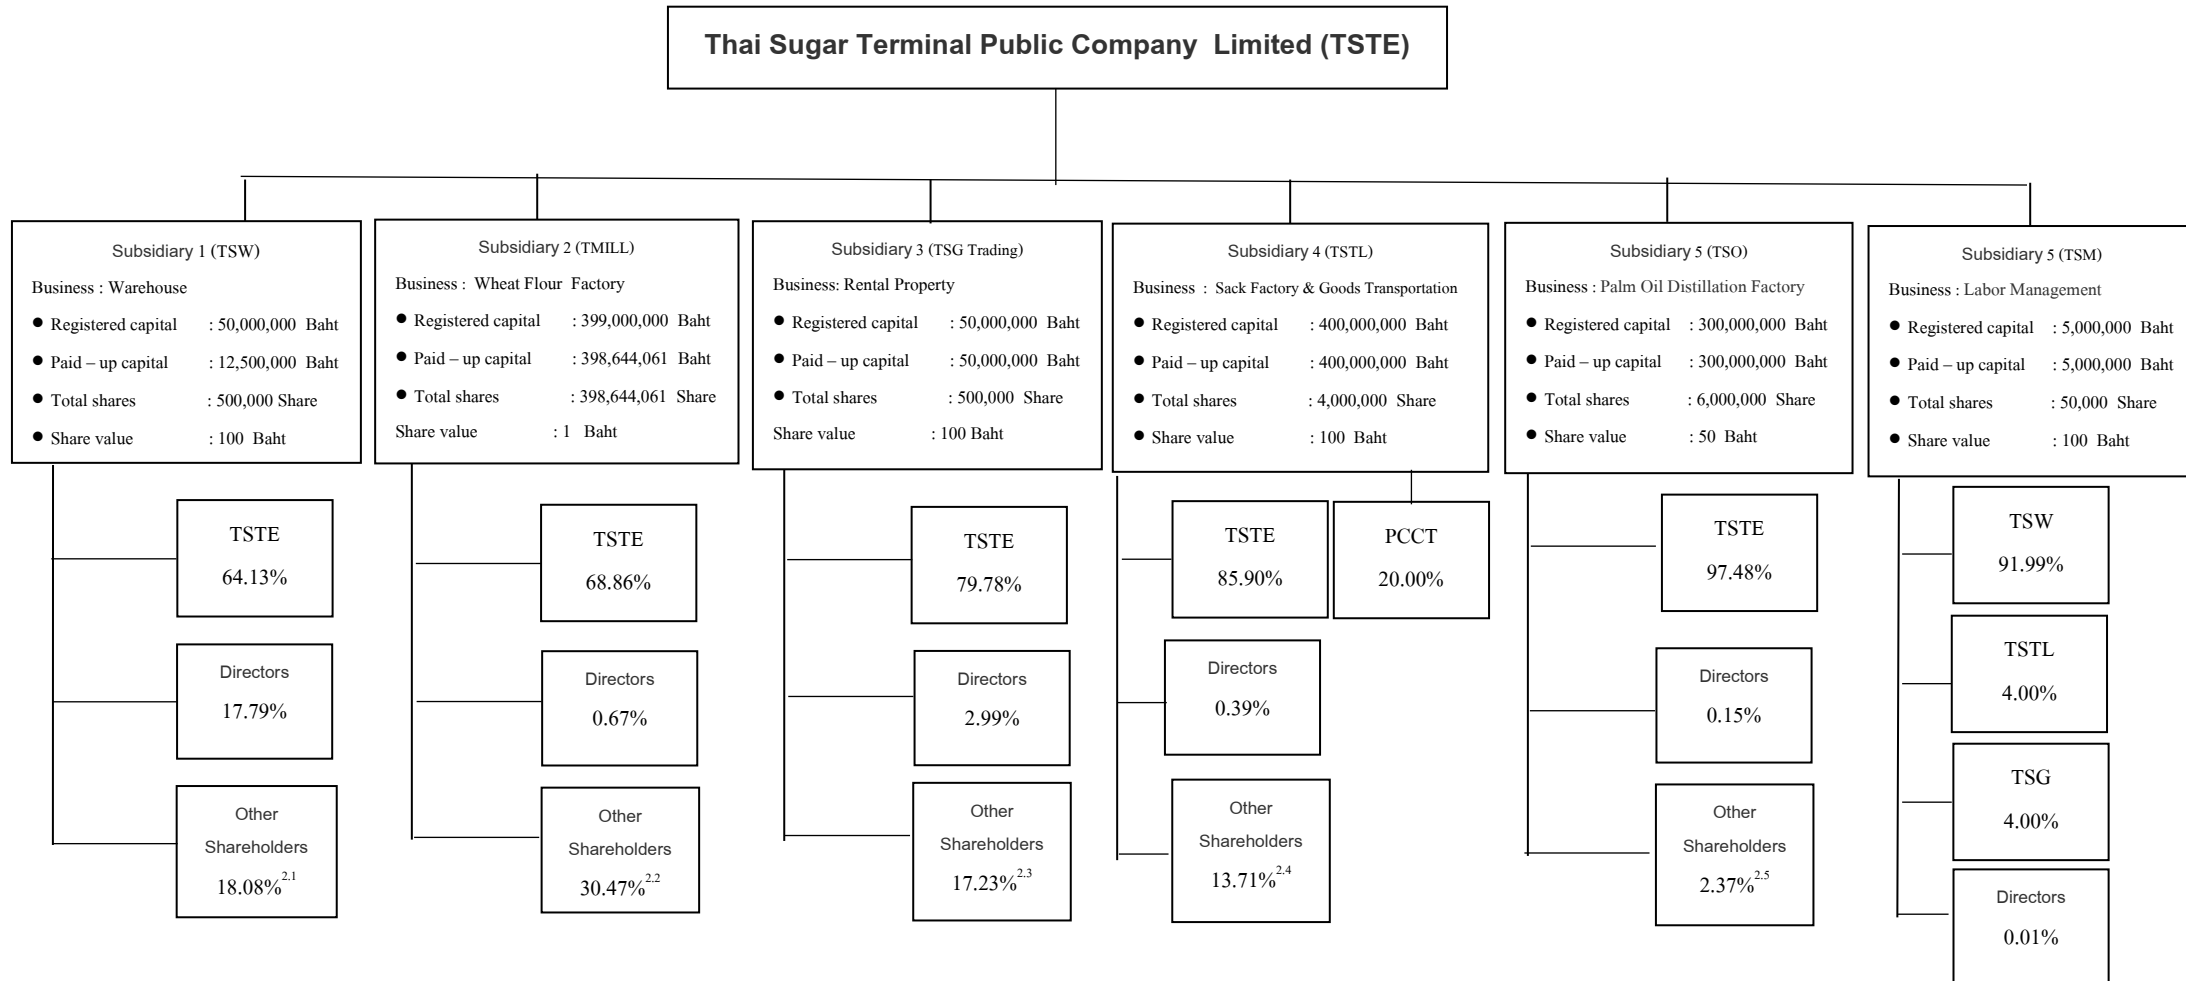 Thai Sugar Terminal Public Company Limited (TSTE)
Subsidiary 1 (TSW)
Business : Warehouse
● Registered capital : 50,000,000 Baht
● Paid – up capital : 12,500,000 Baht
● Total shares : 500,000 Share
● Share value : 100 Baht
TSTE
64.13%
Directors
17.79%
Other
Shareholders
18.08%2.1
Subsidiary 2 (TMILL)
Business : Wheat Flour Factory
● Registered capital : 399,000,000 Baht
● Paid – up capital : 398,644,061 Baht
● Total shares : 398,644,061 Share
Share value : 1 Baht
TSTE
68.86%
Directors
0.67%
Other
Shareholders
30.47%2.2
Subsidiary 3 (TSG Trading)
Business: Rental Property
● Registered capital : 50,000,000 Baht
● Paid – up capital : 50,000,000 Baht
● Total shares : 500,000 Share
Share value : 100 Baht
TSTE
79.78%
Directors
2.99%
Other
Shareholders
17.23%2.3
Subsidiary 4 (TSTL)
Business : Sack Factory & Goods Transportation
● Registered capital : 400,000,000 Baht
● Paid – up capital : 400,000,000 Baht
● Total shares : 4,000,000 Share
● Share value : 100 Baht
TSTE
85.90%
PCCT
20.00%
Directors
0.39%
Other
Shareholders
13.71%2.4
Subsidiary 5 (TSO)
Business : Palm Oil Distillation Factory
● Registered capital : 300,000,000 Baht
● Paid – up capital : 300,000,000 Baht
● Total shares : 6,000,000 Share
● Share value : 50 Baht
TSTE
97.48%
Directors
0.15%
Other
Shareholders
2.37%2.5
Subsidiary 5 (TSM)
Business : Labor Management
● Registered capital : 5,000,000 Baht
● Paid – up capital : 5,000,000 Baht
● Total shares : 50,000 Share
● Share value : 100 Baht
TSW
91.99%
TSTL
4.00%
TSG
4.00%
Directors
0.01%